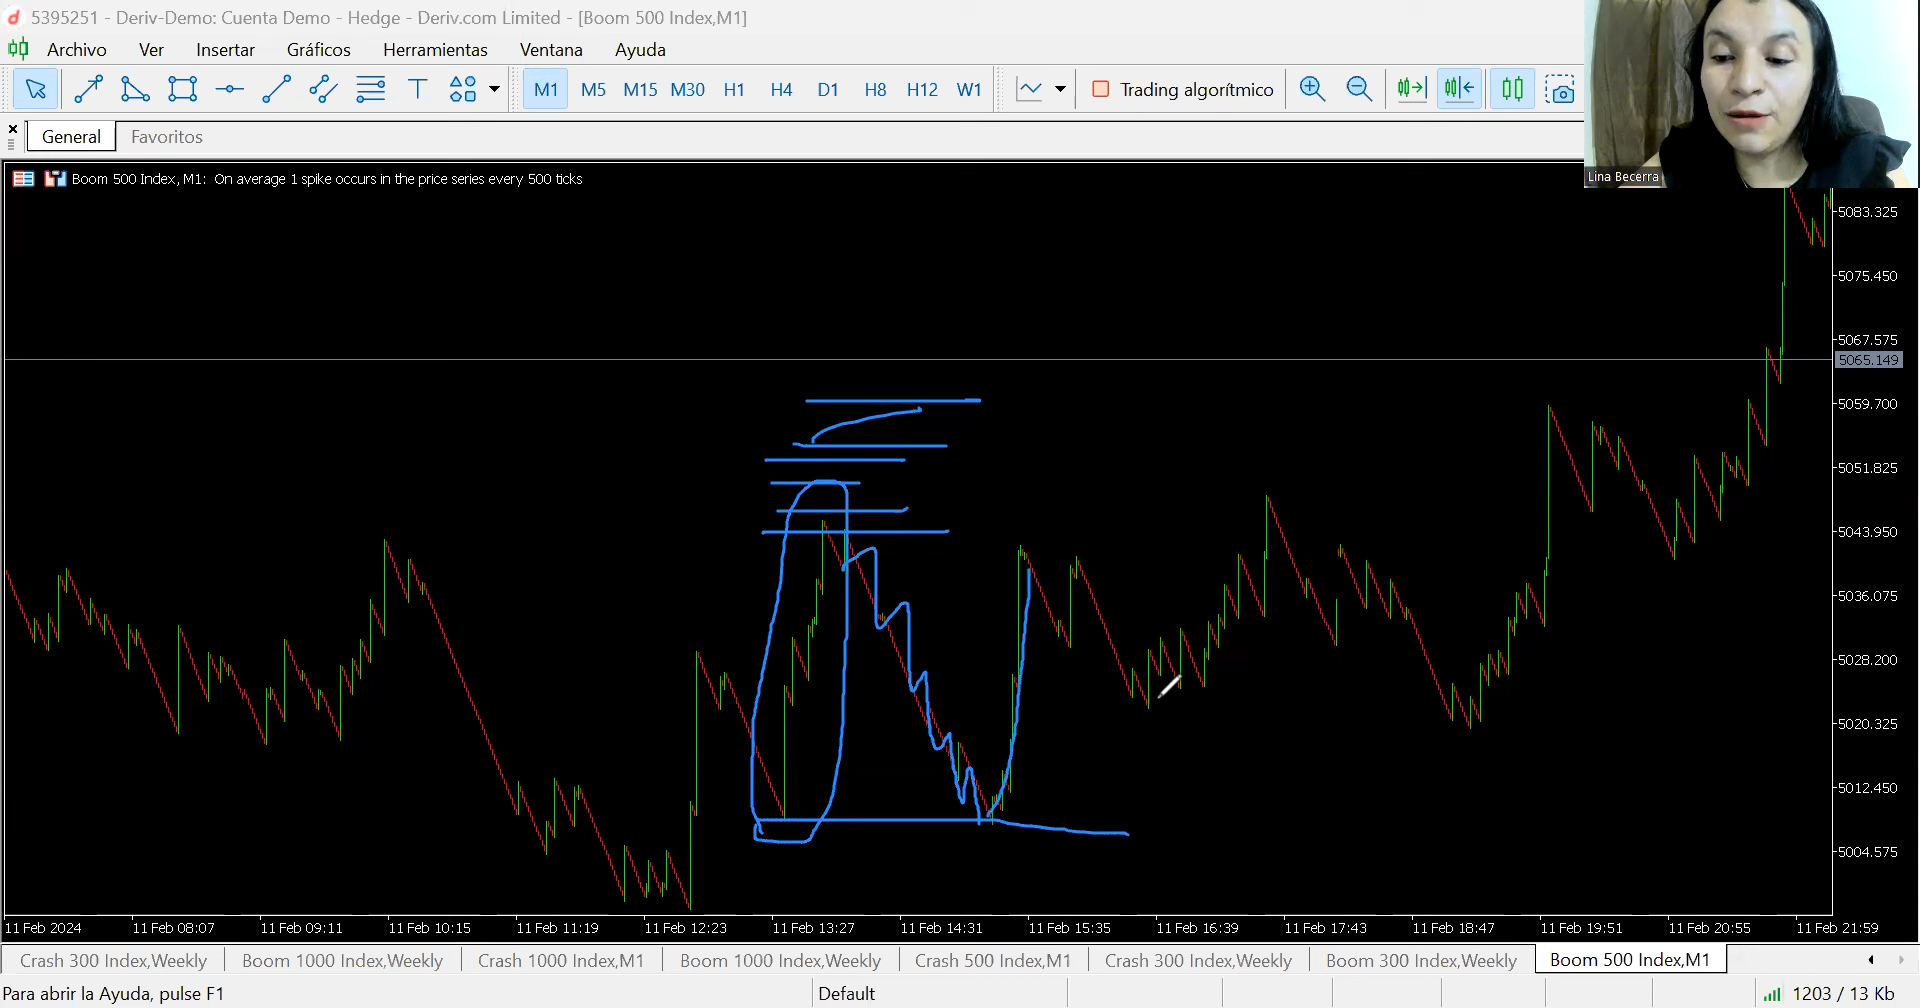 5395251 - Deriv-Demo: Cuenta Demo - Hedge - Deriv.com Limited - [Boom 500 Index,M1]
Archivo Ver Insertar Gráficos Herramientas Ventana Ayuda
T M1 M5 M15 M30 H1 H4 D1 H8 H12 W1 Trading algorítmico
General Favoritos
Lina Becerra
Boom 500 Index, M1: On average 1 spike occurs in the price series every 500 ticks
5083.325
5075.450
5067.575
5065.149
5059.700
5051.825
5043.950
5036.075
5028.200
5020.325
5012.450
5004.575
11 Feb 2024 11 Feb 08:07 11 Feb 09:11 11 Feb 10:15 11 Feb 11:19 11 Feb 12:23 11 Feb 13:27 11 Feb 14:31 11 Feb 15:35 11 Feb 16:39 11 Feb 17:43 11 Feb 18:47 11 Feb 19:51 11 Feb 20:55 11 Feb 21:59
Crash 300 Index,Weekly Boom 1000 Index,Weekly Crash 1000 Index,M1 Boom 1000 Index,Weekly Crash 500 Index,M1 Crash 300 Index,Weekly Boom 300 Index,Weekly Boom 500 Index,M1
Para abrir la Ayuda, pulse F1 Default 1203 / 13 Kb